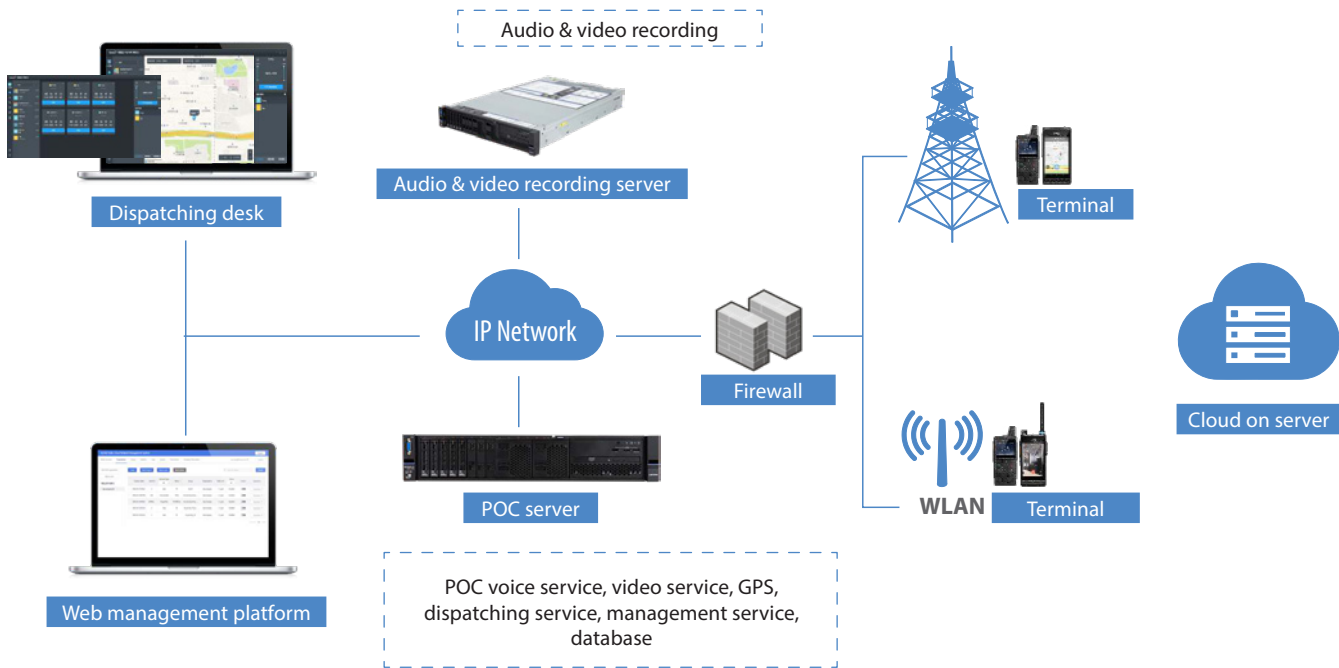 Audio & video recording
Audio & video recording server
Dispatching desk
Terminal
IP Network
Firewall
Cloud on server
POC server
WLAN
Terminal
Web management platform
POC voice service, video service, GPS,
dispatching service, management service,
database